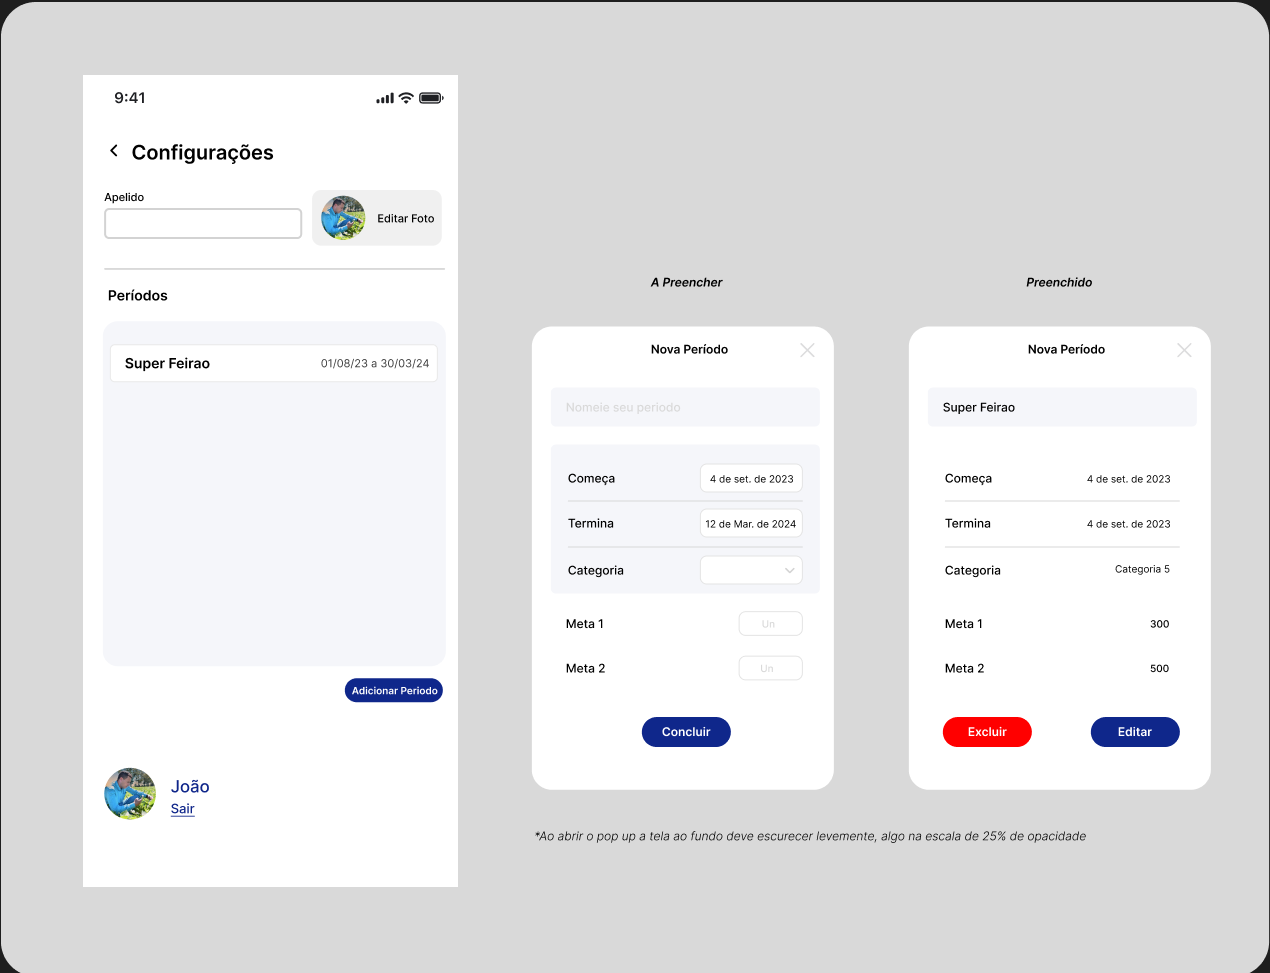 9:41
Configurações
Apelido
Editar Foto
Períodos
Super Feirao 01/08/23 a 30/03/24
Adicionar Periodo
João
Sair
A Preencher
Nova Período
Nomeie seu periodo
Começa 4 de set. de 2023
Termina 12 de Mar. de 2024
Categoria
Meta 1 Un
Meta 2 Un
Concluir
Preenchido
Nova Período
Super Feirao
Começa 4 de set. de 2023
Termina 4 de set. de 2023
Categoria Categoria 5
Meta 1 300
Meta 2 500
Excluir Editar
*Ao abrir o pop up a tela ao fundo deve escurecer levemente, algo na escala de 25% de opacidade